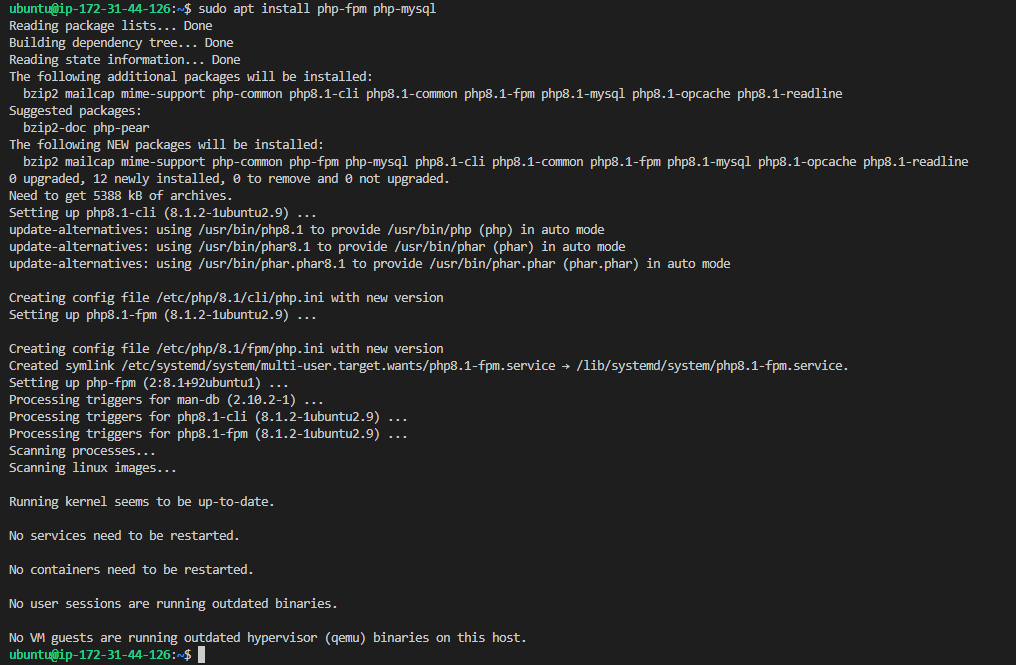 ubuntu@ip-172-31-44-126:~$ sudo apt install php-fpm php-mysql
Reading package lists... Done
Building dependency tree... Done
Reading state information... Done
The following additional packages will be installed:
  bzip2 mailcap mime-support php-common php8.1-cli php8.1-common php8.1-fpm php8.1-mysql php8.1-opcache php8.1-readline
Suggested packages:
  bzip2-doc php-pear
The following NEW packages will be installed:
  bzip2 mailcap mime-support php-common php-fpm php-mysql php8.1-cli php8.1-common php8.1-fpm php8.1-mysql php8.1-opcache php8.1-readline
0 upgraded, 12 newly installed, 0 to remove and 0 not upgraded.
Need to get 5388 kB of archives.
Setting up php8.1-cli (8.1.2-1ubuntu2.9) ...
update-alternatives: using /usr/bin/php8.1 to provide /usr/bin/php (php) in auto mode
update-alternatives: using /usr/bin/phar8.1 to provide /usr/bin/phar (phar) in auto mode
update-alternatives: using /usr/bin/phar.phar8.1 to provide /usr/bin/phar.phar (phar.phar) in auto mode

Creating config file /etc/php/8.1/cli/php.ini with new version
Setting up php8.1-fpm (8.1.2-1ubuntu2.9) ...

Creating config file /etc/php/8.1/fpm/php.ini with new version
Created symlink /etc/systemd/system/multi-user.target.wants/php8.1-fpm.service → /lib/systemd/system/php8.1-fpm.service.
Setting up php-fpm (2:8.1+92ubuntu1) ...
Processing triggers for man-db (2.10.2-1) ...
Processing triggers for php8.1-cli (8.1.2-1ubuntu2.9) ...
Processing triggers for php8.1-fpm (8.1.2-1ubuntu2.9) ...
Scanning processes...
Scanning linux images...

Running kernel seems to be up-to-date.

No services need to be restarted.

No containers need to be restarted.

No user sessions are running outdated binaries.

No VM guests are running outdated hypervisor (qemu) binaries on this host.
ubuntu@ip-172-31-44-126:~$